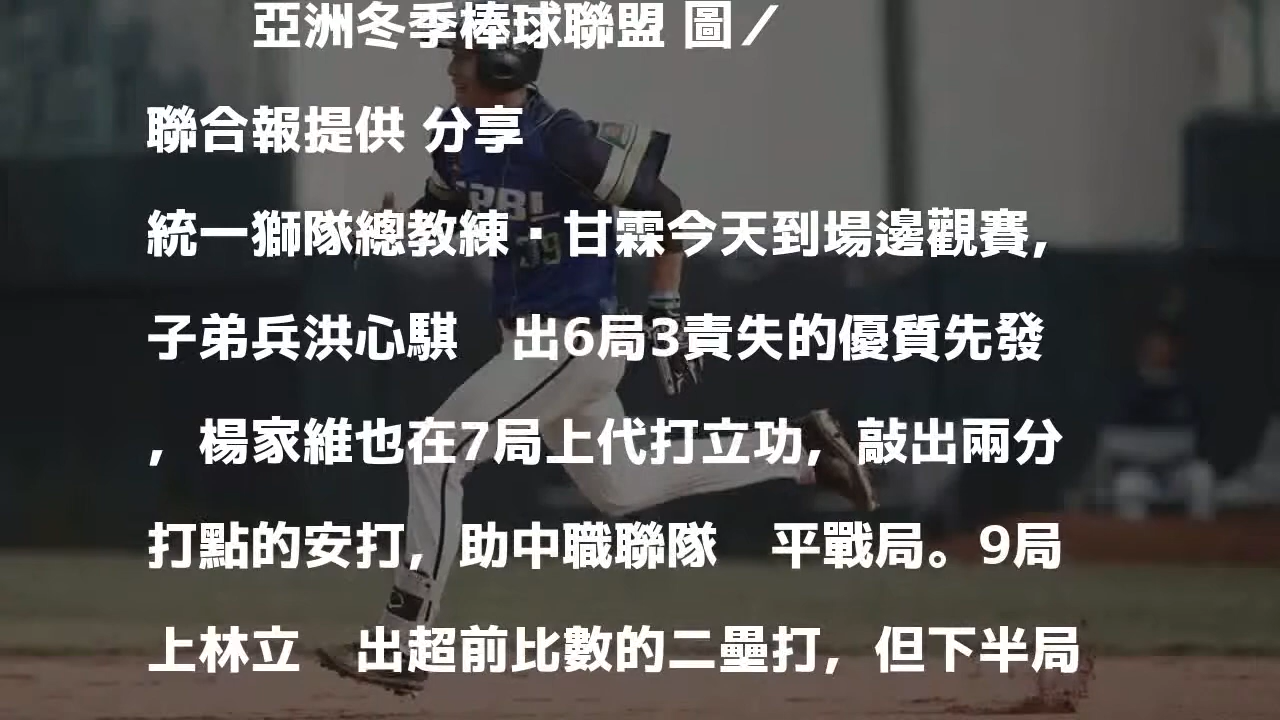 亞洲冬季棒球聯盟 圖／
聯合報提供 分享
統一獅隊總教練·甘霖今天到場邊觀賽，
子弟兵洪心騏　出6局3責失的優質先發
，楊家維也在7局上代打立功，敲出兩分
打點的安打，助中職聯隊　平戰局。9局
上林立　出超前比數的二壘打，但下半局
CPBL
39